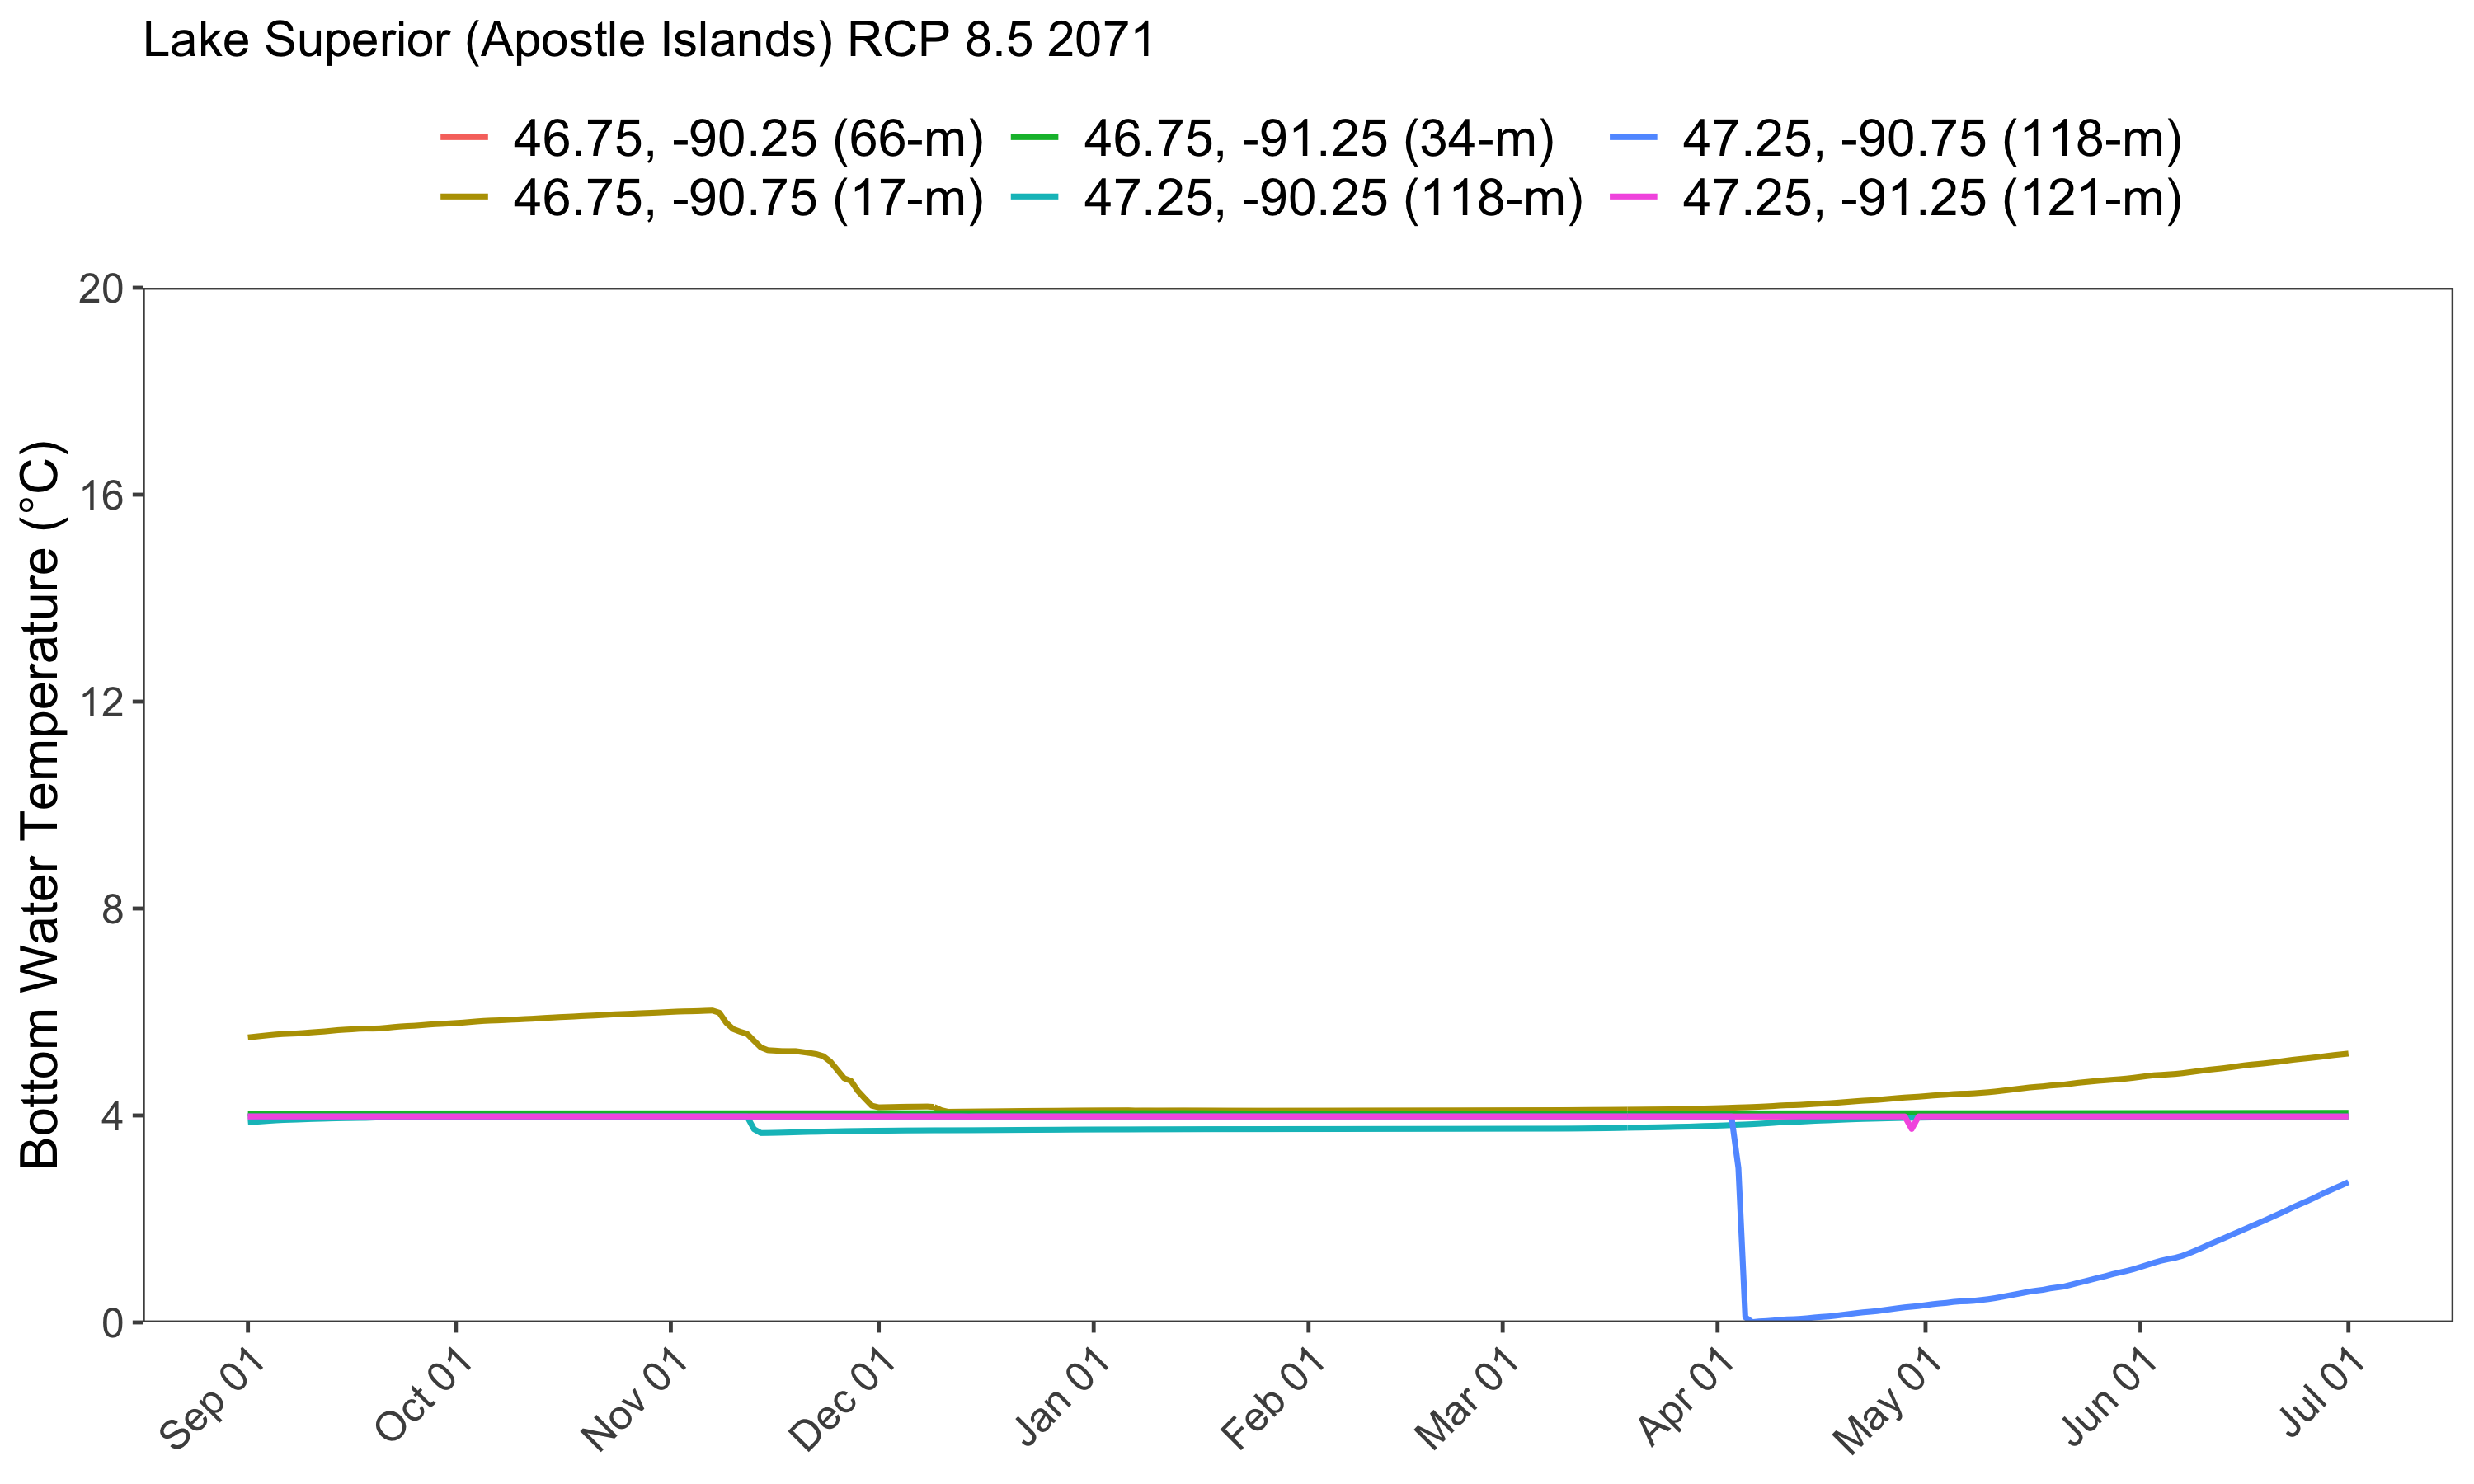 Lake Superior (Apostle Islands) RCP 8.5 2071
46.75, -90.25 (66-m) 46.75, -91.25 (34-m) 47.25, -90.75 (118-m)
46.75, -90.75 (17-m) 47.25, -90.25 (118-m) 47.25, -91.25 (121-m)
Bottom Water Temperature (°C)
20
16
12
8
4
0
Sep 01 Oct 01 Nov 01 Dec 01 Jan 01 Feb 01 Mar 01 Apr 01 May 01 Jun 01 Jul 01